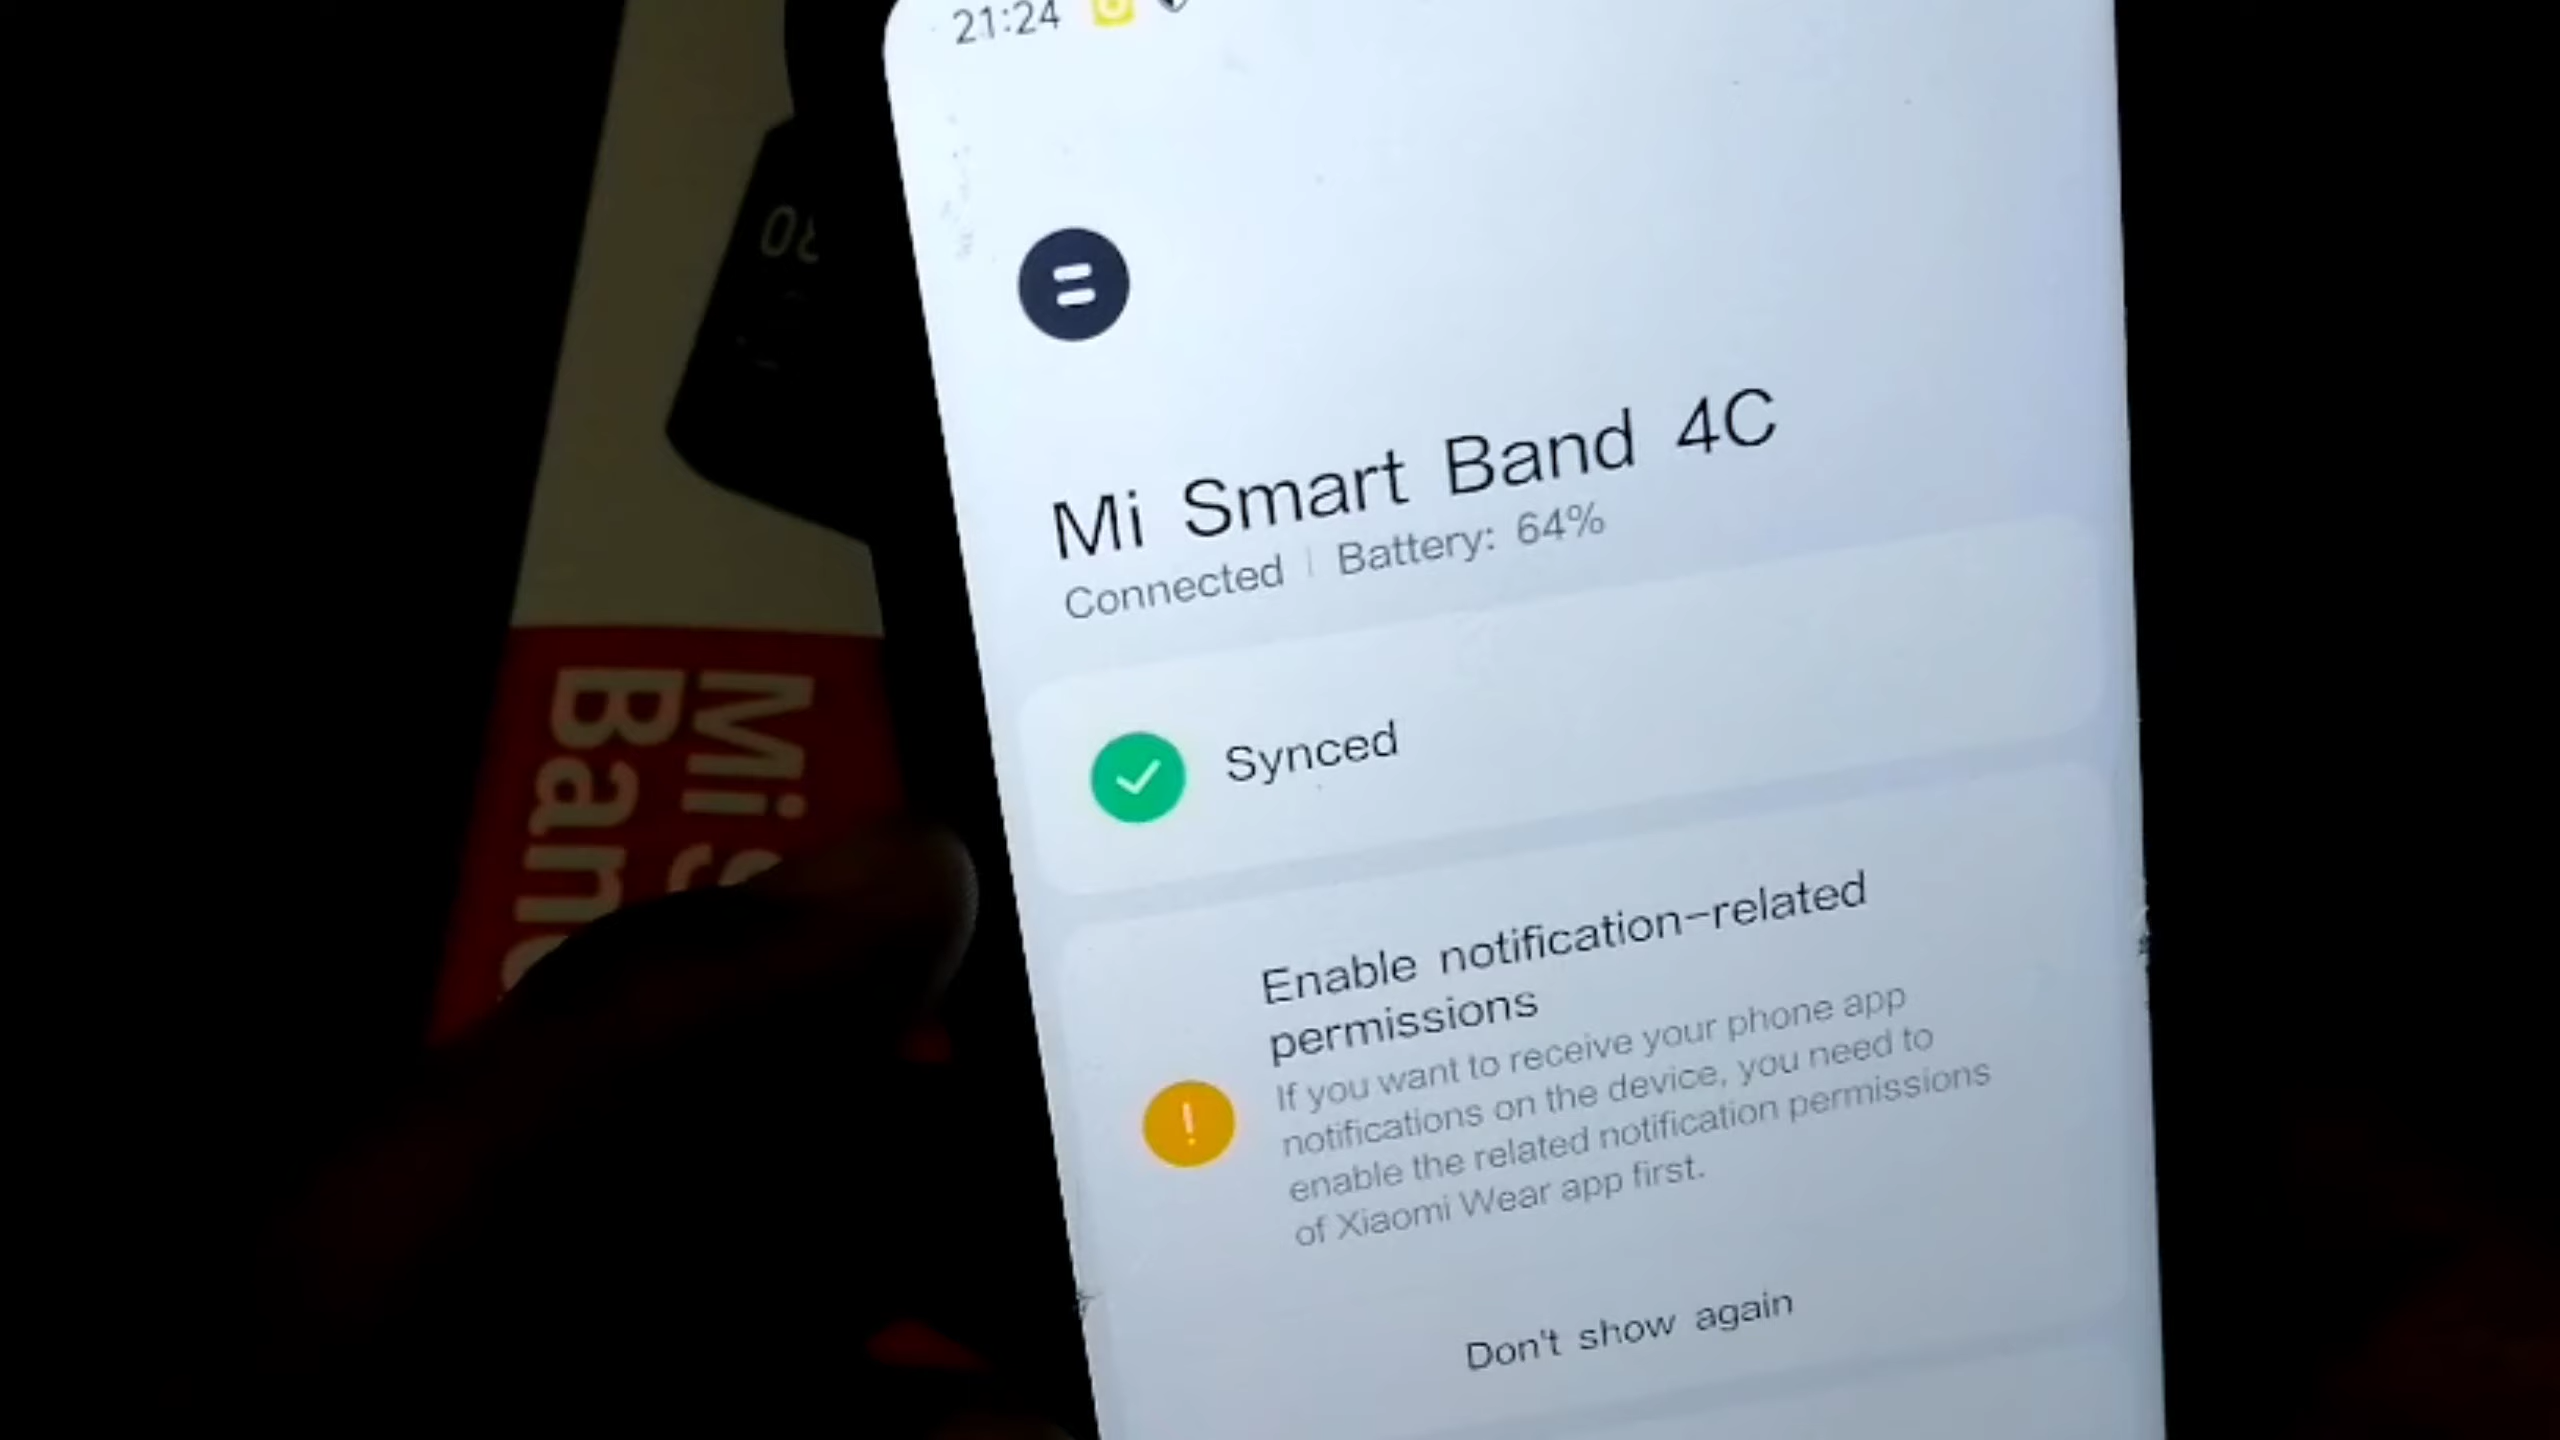 21:24
Mi Smart Band 4C
Connected | Battery: 64%
Synced
Enable notification-related
permissions
If you want to receive your phone app
notifications on the device, you need to
enable the related notification permissions
of Xiaomi Wear app first.
Don't show again
Mi